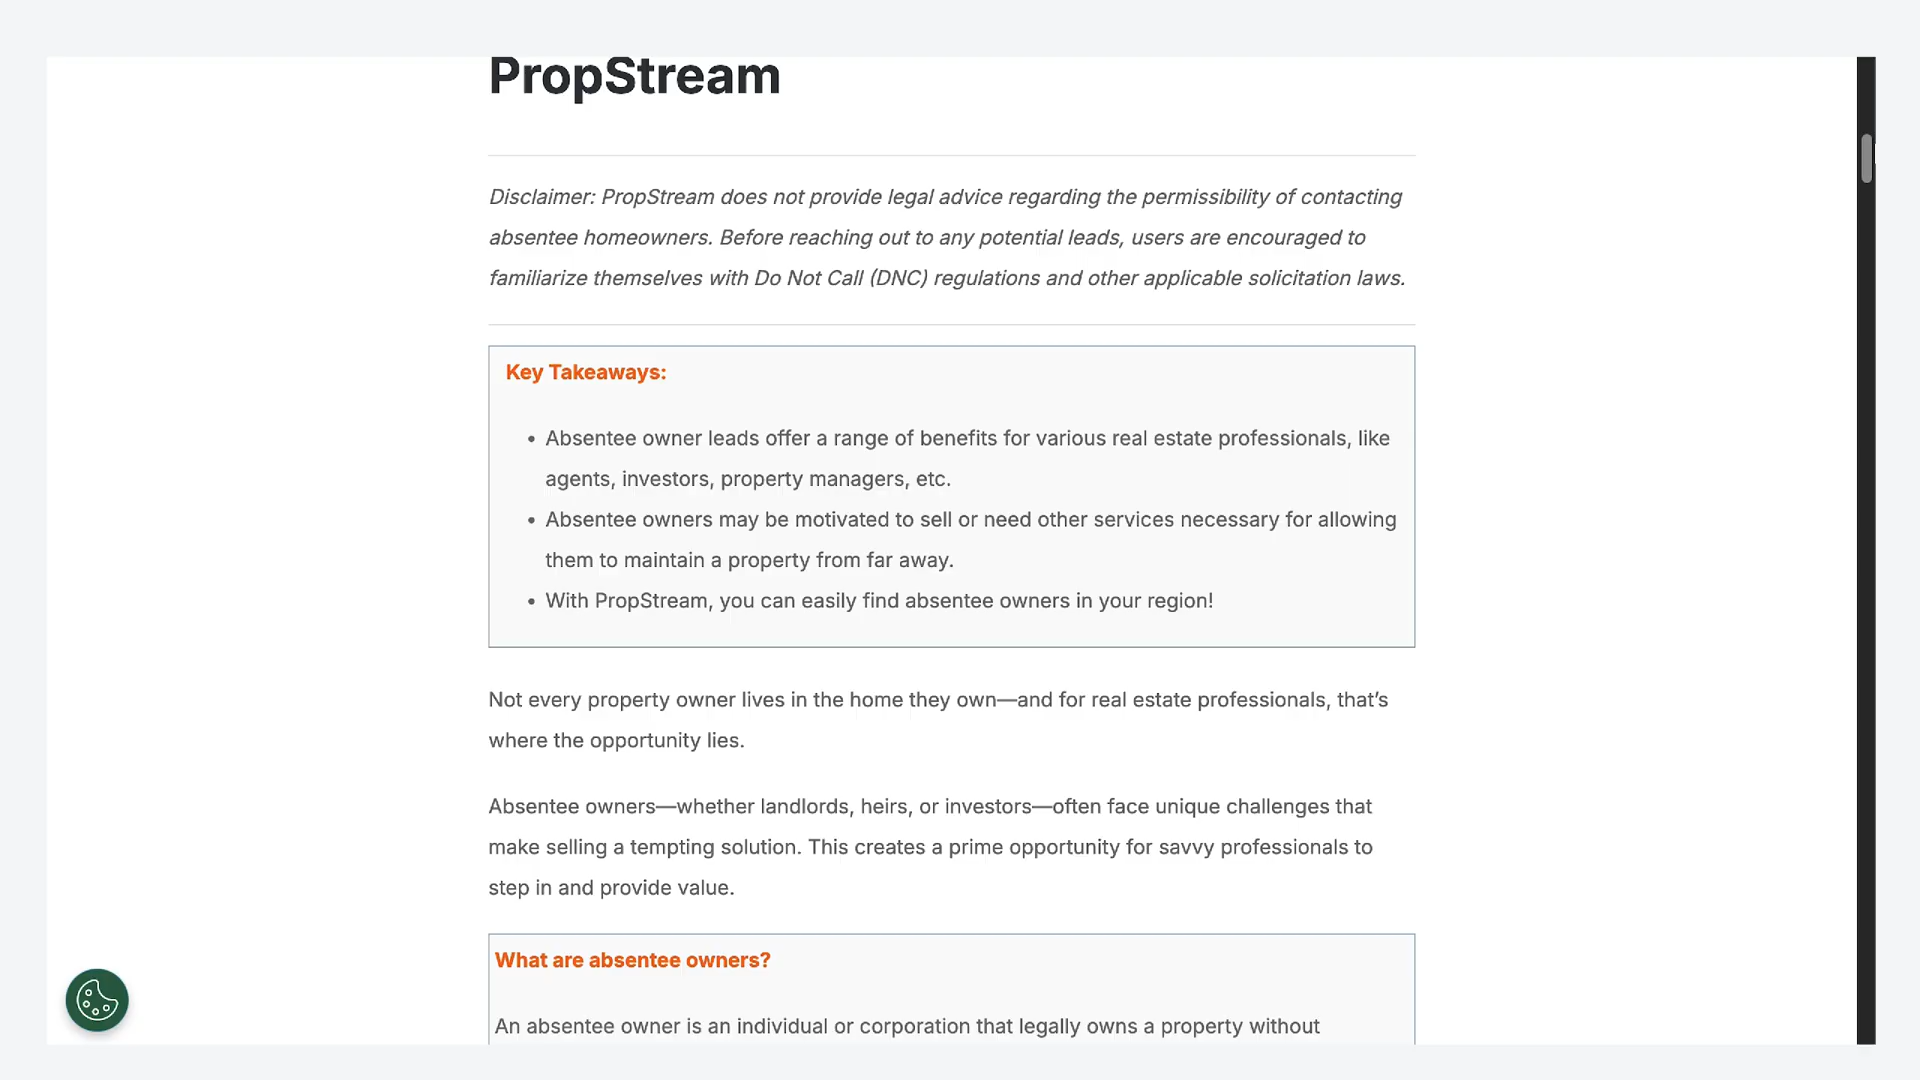 PropStream
Disclaimer: PropStream does not provide legal advice regarding the permissibility of contacting
absentee homeowners. Before reaching out to any potential leads, users are encouraged to
familiarize themselves with Do Not Call (DNC) regulations and other applicable solicitation laws.
Key Takeaways:
• Absentee owner leads offer a range of benefits for various real estate professionals, like
agents, investors, property managers, etc.
• Absentee owners may be motivated to sell or need other services necessary for allowing
them to maintain a property from far away.
• With PropStream, you can easily find absentee owners in your region!
Not every property owner lives in the home they own—and for real estate professionals, that’s
where the opportunity lies.
Absentee owners—whether landlords, heirs, or investors—often face unique challenges that
make selling a tempting solution. This creates a prime opportunity for savvy professionals to
step in and provide value.
What are absentee owners?
An absentee owner is an individual or corporation that legally owns a property without